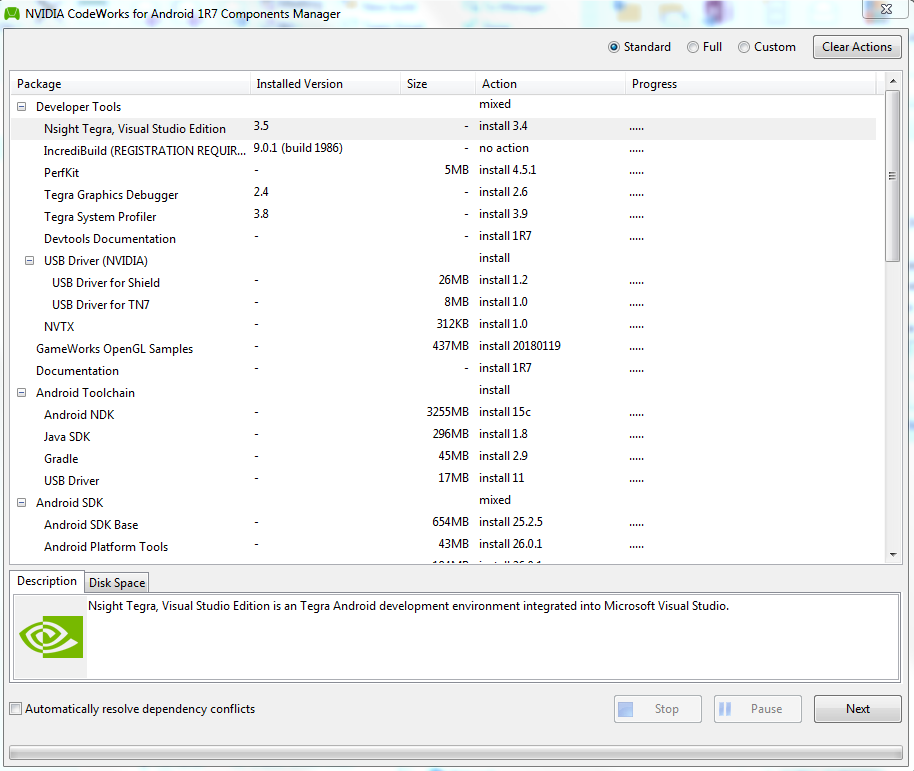 NVIDIA CodeWorks for Android 1R7 Components Manager
Standard Full Custom Clear Actions
Package Installed Version Size Action Progress
Developer Tools mixed
Nsight Tegra, Visual Studio Edition 3.5 - install 3.4 .....
IncrediBuild (REGISTRATION REQUIR... 9.0.1 (build 1986) - no action .....
PerfKit - 5MB install 4.5.1 .....
Tegra Graphics Debugger 2.4 - install 2.6 .....
Tegra System Profiler 3.8 - install 3.9 .....
Devtools Documentation - - install 1R7 .....
USB Driver (NVIDIA) install
USB Driver for Shield - 26MB install 1.2 .....
USB Driver for TN7 - 8MB install 1.0 .....
NVTX - 312KB install 1.0 .....
GameWorks OpenGL Samples - 437MB install 20180119 .....
Documentation - - install 1R7 .....
Android Toolchain install
Android NDK - 3255MB install 15c .....
Java SDK - 296MB install 1.8 .....
Gradle - 45MB install 2.9 .....
USB Driver - 17MB install 11 .....
Android SDK mixed
Android SDK Base - 654MB install 25.2.5 .....
Android Platform Tools - 43MB install 26.0.1 .....
Description Disk Space
Nsight Tegra, Visual Studio Edition is an Tegra Android development environment integrated into Microsoft Visual Studio.
Automatically resolve dependency conflicts Stop Pause Next